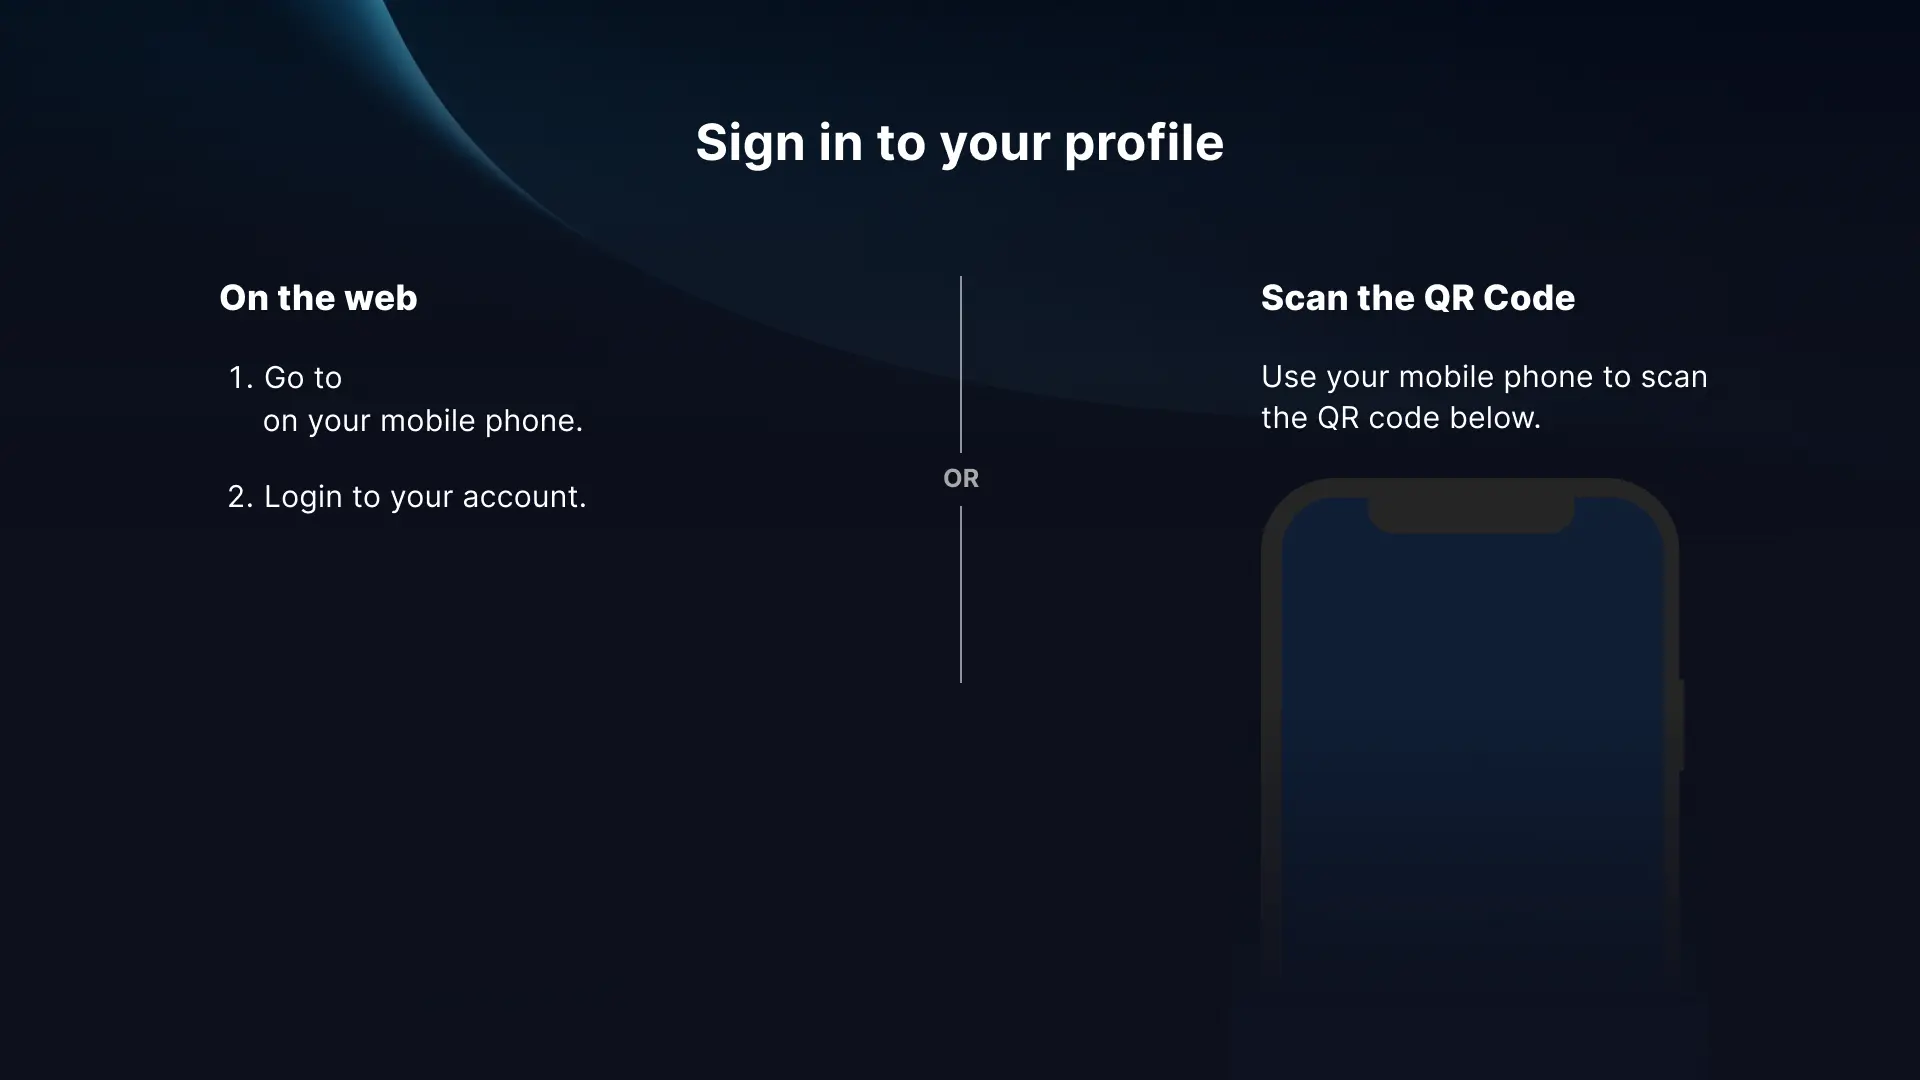 Sign in to your profile
On the web
1. Go to
on your mobile phone.
2. Login to your account.
OR
Scan the QR Code
Use your mobile phone to scan
the QR code below.